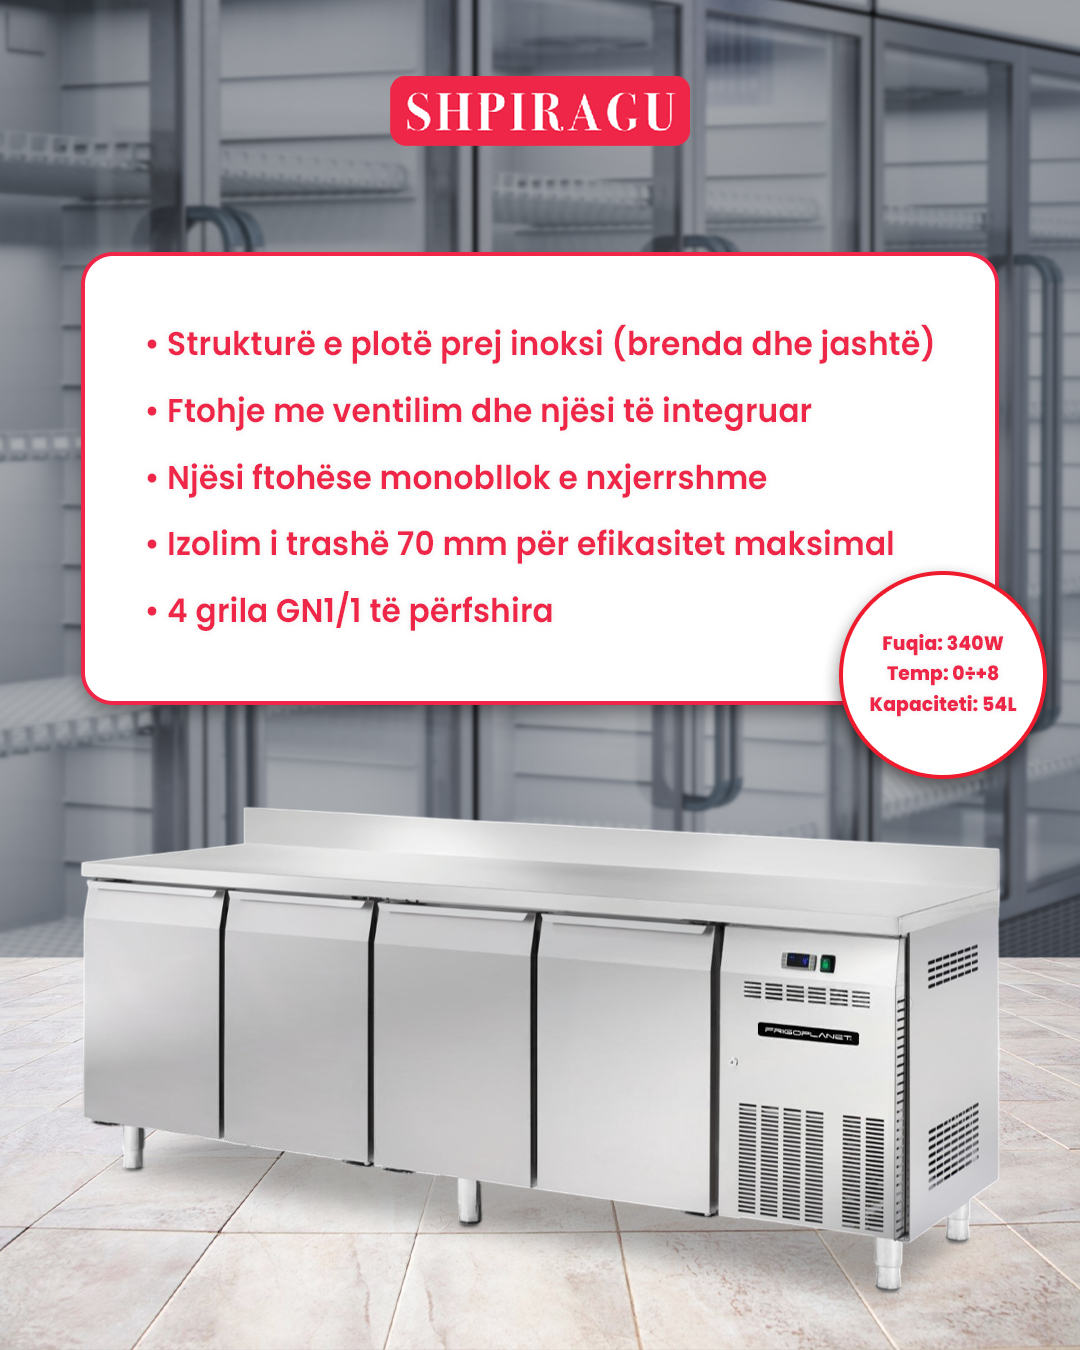 SHPIRAGU
• Strukturë e plotë prej inoksi (brenda dhe jashtë)
• Ftohje me ventilim dhe njësi të integruar
• Njësi ftohëse monobllok e nxjerrshme
• Izolim i trashë 70 mm për efikasitet maksimal
• 4 grila GN1/1 të përfshira
Fuqia: 340W
Temp: 0÷+8
Kapaciteti: 54L
FRIGOPLANET